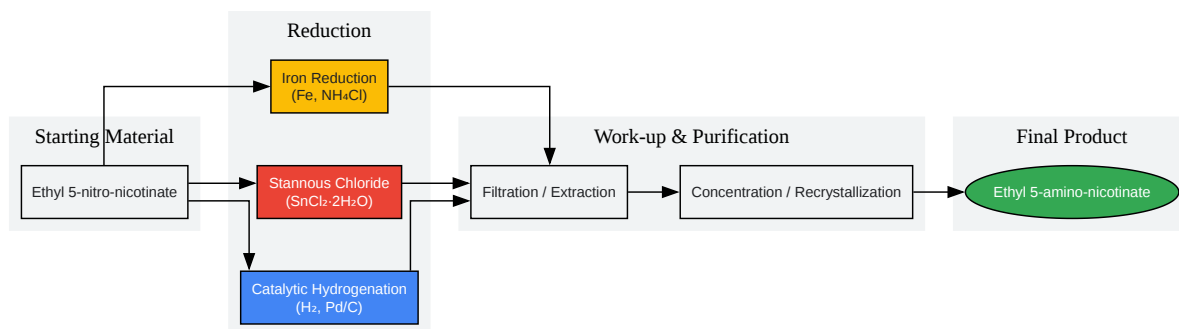 Reduction
Iron Reduction
(Fe, NH₄Cl)
Starting Material
Work-up & Purification
Final Product
Ethyl 5-nitro-nicotinate
Stannous Chloride
(SnCl₂·2H₂O)
Filtration / Extraction
Concentration / Recrystallization
Ethyl 5-amino-nicotinate
Catalytic Hydrogenation
(H₂, Pd/C)